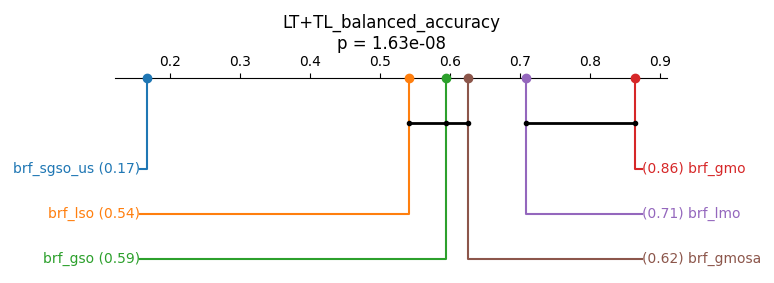 LT+TL_balanced_accuracy
p = 1.63e-08
0.2 0.3 0.4 0.5 0.6 0.7 0.8 0.9
brf_sgso_us (0.17) (0.86) brf_gmo
brf_lso (0.54) (0.71) brf_lmo
brf_gso (0.59) (0.62) brf_gmosa